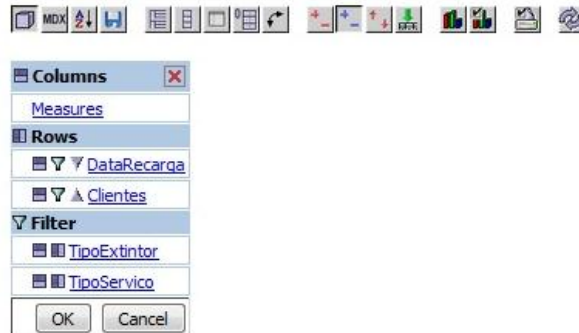 MDX
Columns
Measures
Rows
DataRecarga
Clientes
Filter
TipoExtintor
TipoServico
OK Cancel